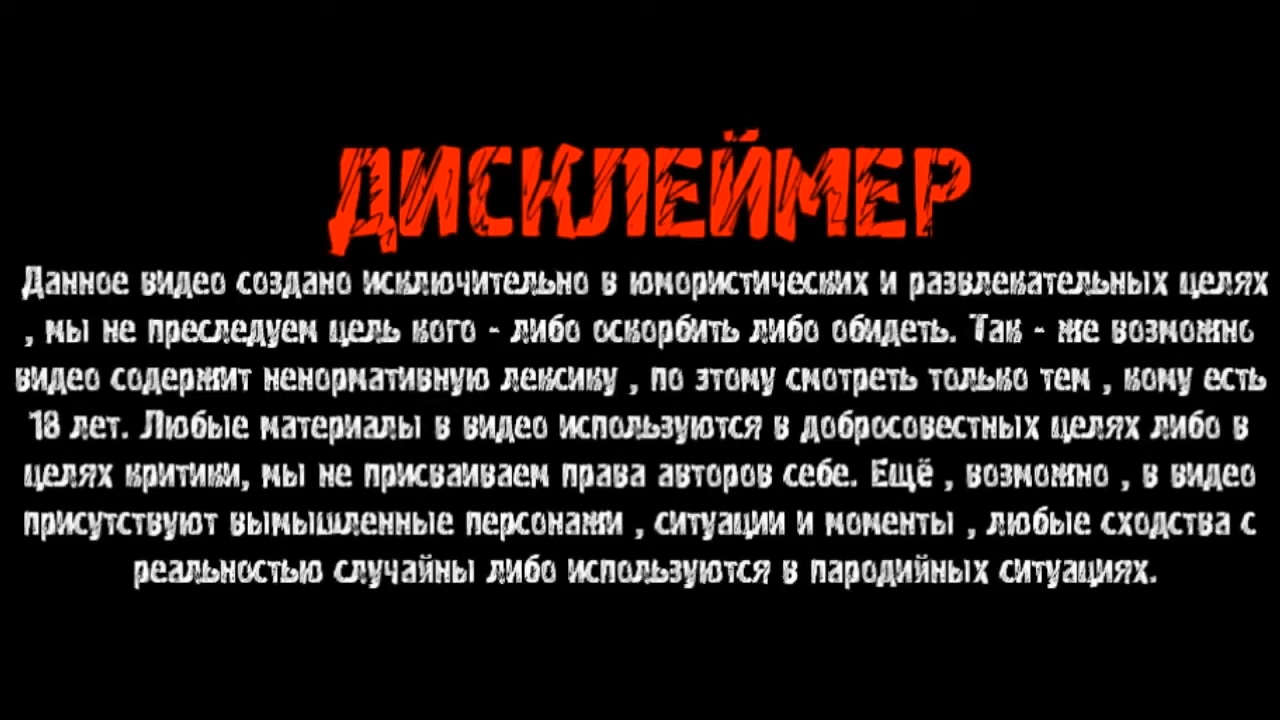 ДИСКЛЕЙМЕР
Данное видео создано исключительно в юмористических и развлекательных целях
, мы не преследуем цель кого - либо оскорбить либо обидеть. Так - же возможно
видео содержит ненормативную лексику , по этому смотреть только тем , кому есть
18 лет. Любые материалы в видео используются в добросовестных целях либо в
целях критики, мы не присваиваем права авторов себе. Ещё , возможно , в видео
присутствуют вымышленные персонажи , ситуации и моменты , любые сходства с
реальностью случайны либо используются в пародийных ситуациях.